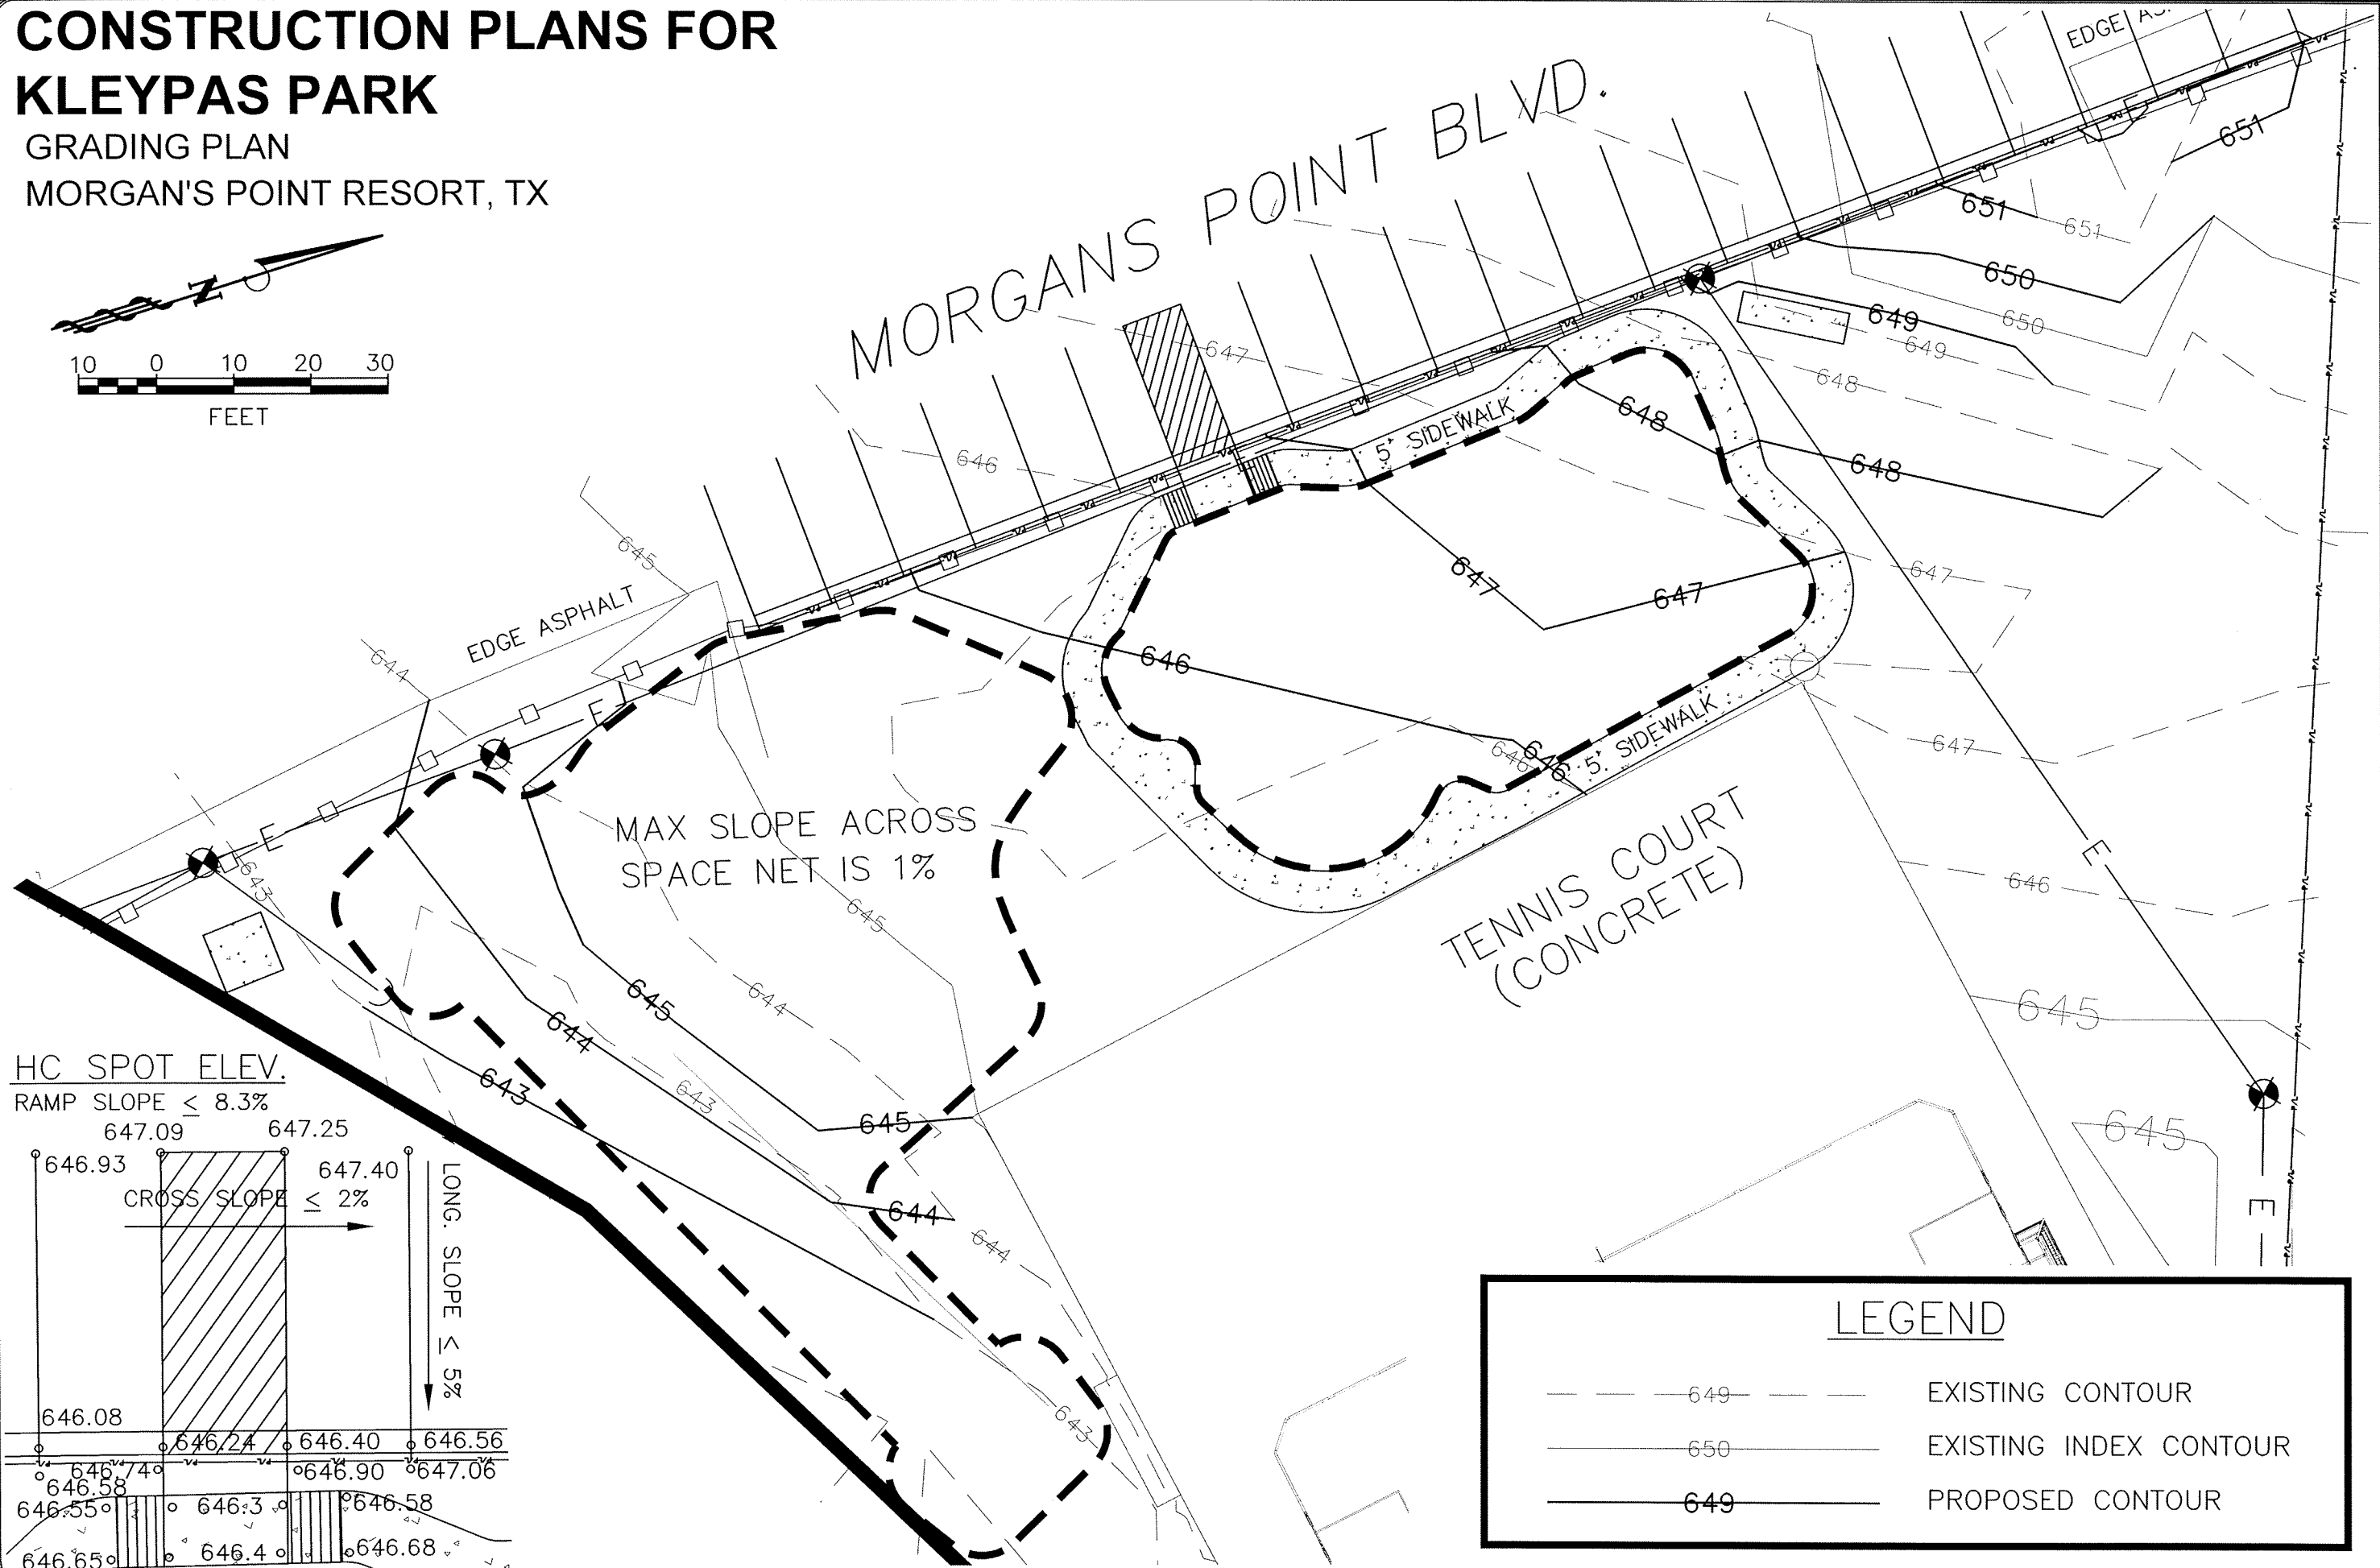 CONSTRUCTION PLANS FOR
KLEYPAS PARK
GRADING PLAN
MORGAN'S POINT RESORT, TX
N
10 0 10 20 30
FEET
MORGANS POINT BLVD.
EDGE
651
651
651
650
650
649
649
648
648
648
647
647
647
647
647
646
646
646
646
646
645
645
645
645
645
645
644
644
644
644
644
643
643
643
643
EDGE ASPHALT
5' SIDEWALK
5' SIDEWALK
E
E
E
E
E
MAX SLOPE ACROSS
SPACE NET IS 1%
TENNIS COURT
(CONCRETE)
HC SPOT ELEV.
RAMP SLOPE ≤ 8.3%
647.09 647.25
646.93 647.40
CROSS SLOPE ≤ 2%
LONG. SLOPE ≤ 5%
646.08
646.24 646.40 646.56
646.74 646.90 647.06
646.58
646.55 646.3 646.58
646.65 646.4 646.68
LEGEND
649 EXISTING CONTOUR
650 EXISTING INDEX CONTOUR
649 PROPOSED CONTOUR